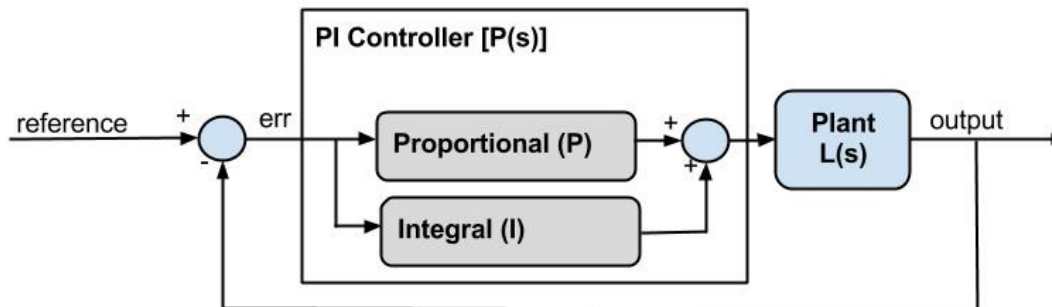 PI Controller [P(s)]
reference
+
-
err
Proportional (P)
Integral (I)
+
+
Plant
L(s)
output